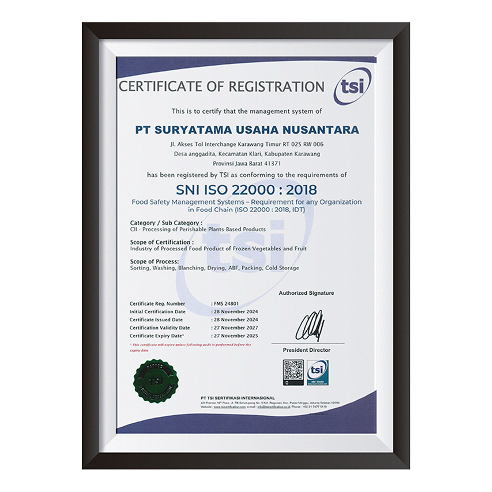 tsi
CERTIFICATE OF REGISTRATION
This is to certify that the management system of
PT SURYATAMA USAHA NUSANTARA
Jl. Akses Tol Interchange Karawang Timur RT 025 RW 006
Desa anggadita, Kecamatan Klari, Kabupaten Karawang
Provinsi Jawa Barat 41371
has been registered by TSI as conforming to the requirements of
SNI ISO 22000 : 2018
Food Safety Management Systems – Requirement for any Organization
in Food Chain (ISO 22000 : 2018, IDT)
Category / Sub Category :
CII - Processing of Perishable Plants Based Products
Scope of Certification :
Industry of Processed Food Product of Frozen Vegetables and Fruit
Scope of Process:
Sorting, Washing, Blanching, Drying, ABF, Packing, Cold Storage
Authorized Signature
Certificate Reg. Number : FMS 24801
Initial Certification Date : 28 November 2024
Certificate Issued Date : 28 November 2024
Certification Validity Date : 27 November 2027
Certificate Expiry Date* : 27 November 2025
* This certificate will expire unless following audit is performed before the
expiry date
President Director
tsi
PT TSI SERTIFIKASI INTERNASIONAL